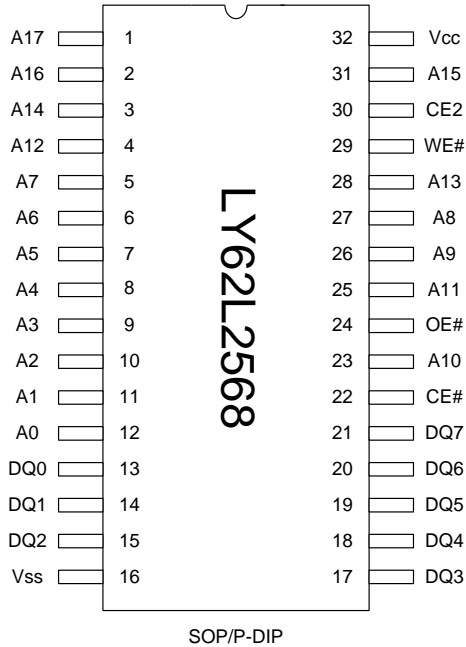 A17 1 32 Vcc
A16 2 31 A15
A14 3 30 CE2
A12 4 29 WE#
A7 5 28 A13
A6 6 27 A8
A5 7 26 A9
A4 8 25 A11
A3 9 24 OE#
A2 10 23 A10
A1 11 22 CE#
A0 12 21 DQ7
DQ0 13 20 DQ6
DQ1 14 19 DQ5
DQ2 15 18 DQ4
Vss 16 17 DQ3
LY62L2568
SOP/P-DIP